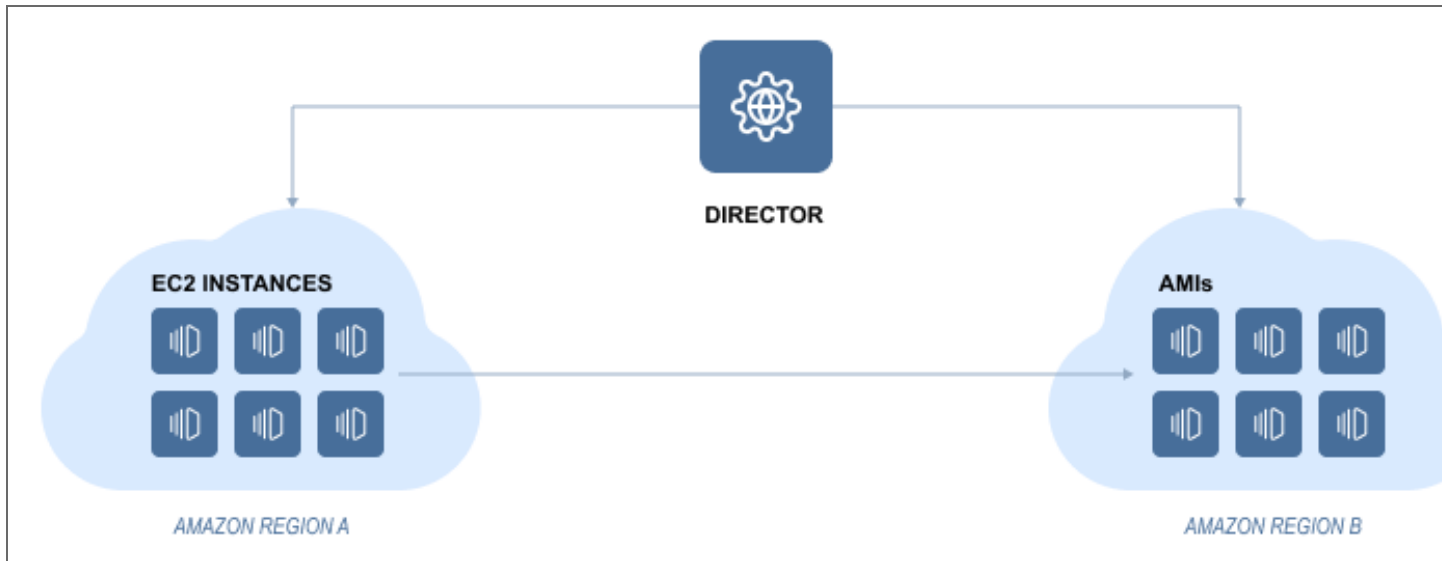 DIRECTOR
EC2 INSTANCES
AMIs
AMAZON REGION A
AMAZON REGION B